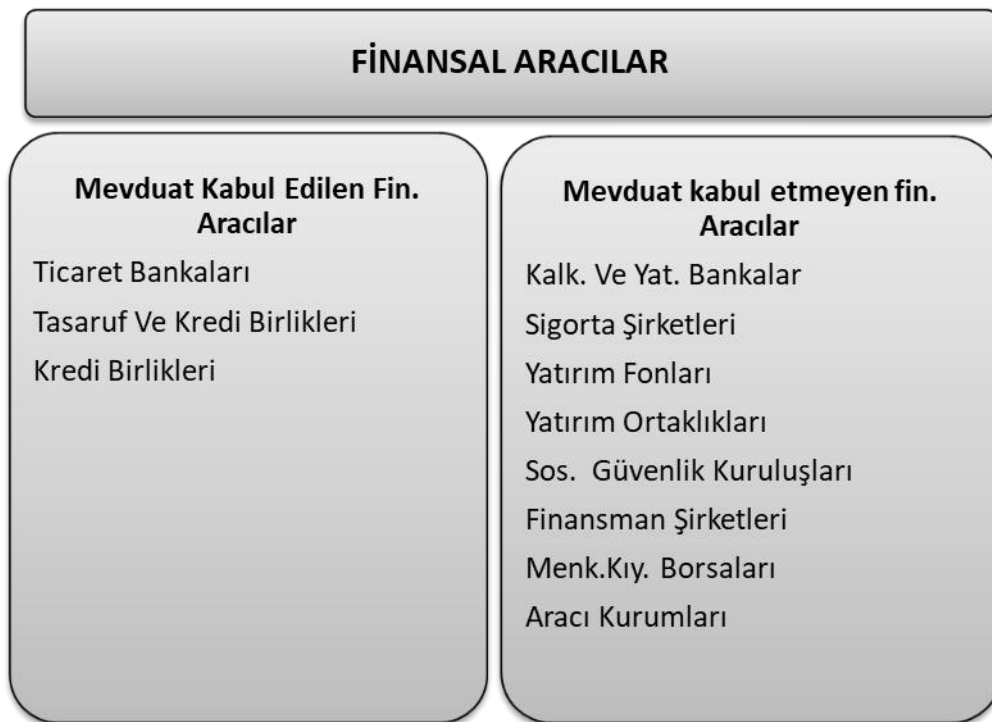 FİNANSAL ARACILAR
Mevduat Kabul Edilen Fin.
Aracılar
Ticaret Bankaları
Tasaruf Ve Kredi Birlikleri
Kredi Birlikleri
Mevduat kabul etmeyen fin.
Aracılar
Kalk. Ve Yat. Bankalar
Sigorta Şirketleri
Yatırım Fonları
Yatırım Ortaklıkları
Sos. Güvenlik Kuruluşları
Finansman Şirketleri
Menk.Kıy. Borsaları
Aracı Kurumları